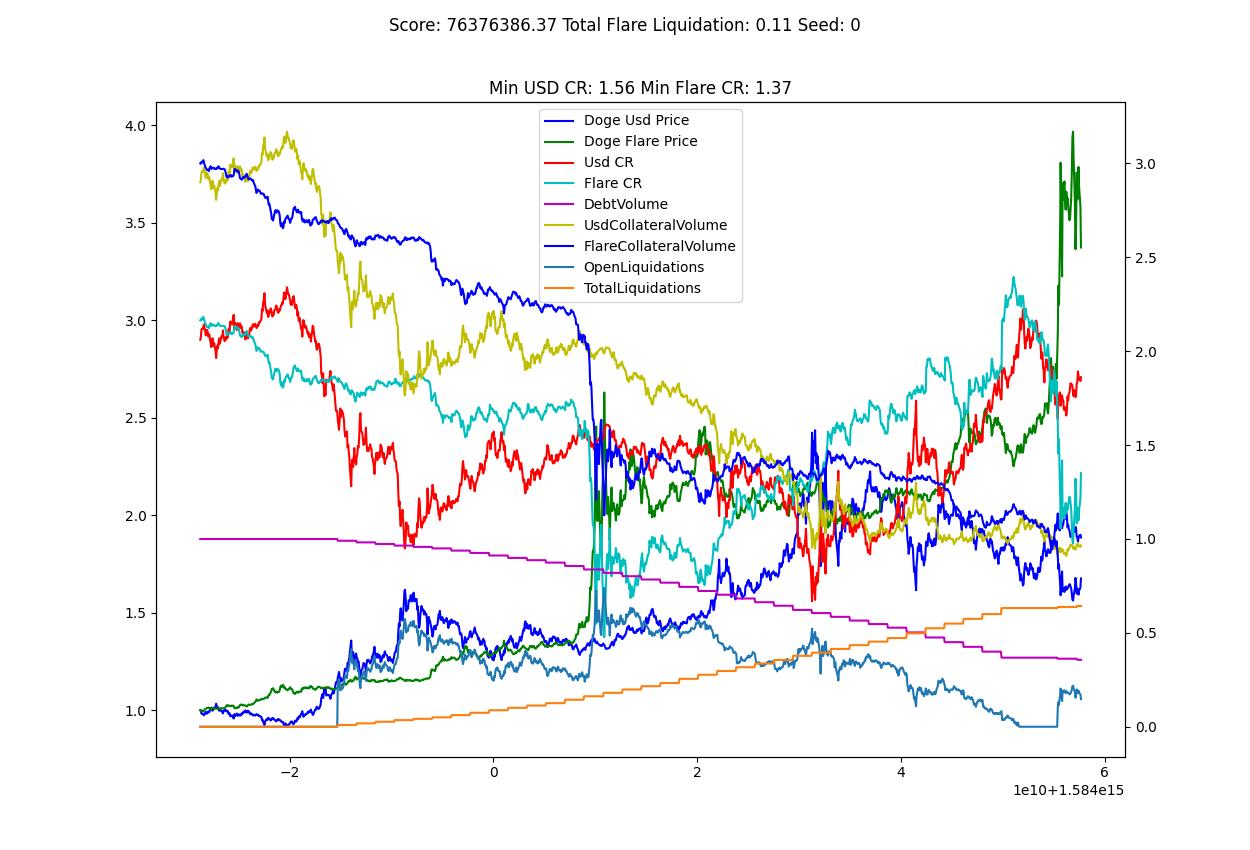 Score: 76376386.37 Total Flare Liquidation: 0.11 Seed: 0
Min USD CR: 1.56 Min Flare CR: 1.37
Doge Usd Price
Doge Flare Price
Usd CR
Flare CR
DebtVolume
UsdCollateralVolume
FlareCollateralVolume
OpenLiquidations
TotalLiquidations
4.0
3.5
3.0
2.5
2.0
1.5
1.0
3.0
2.5
2.0
1.5
1.0
0.5
0.0
−2 0 2 4 6
1e10+1.584e15